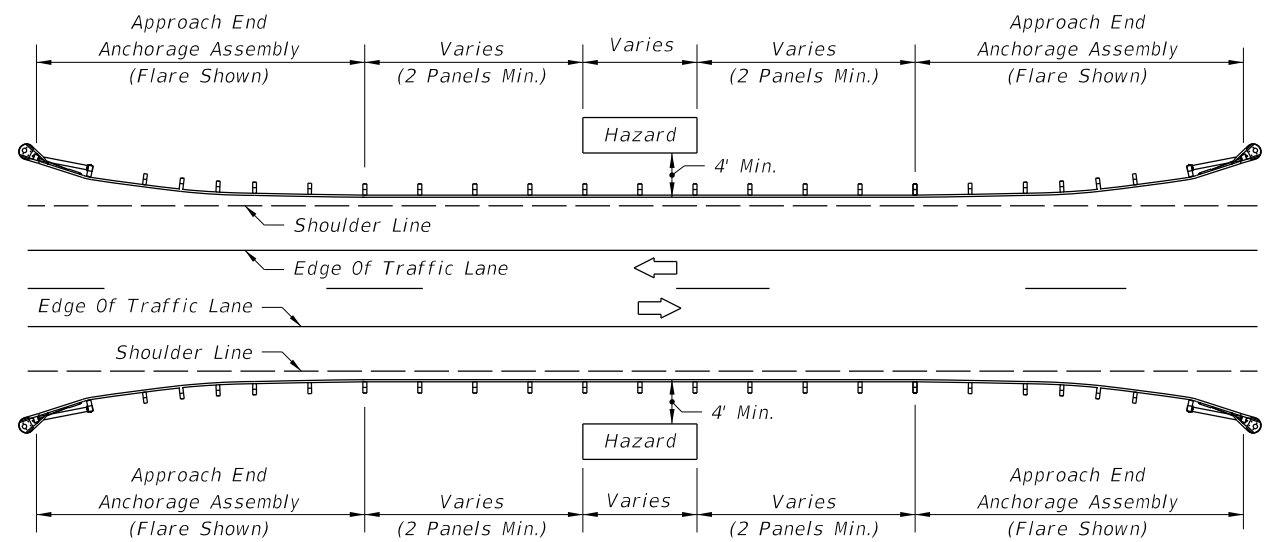 Approach End
Anchorage Assembly
(Flare Shown)
Varies
(2 Panels Min.)
Varies
Varies
(2 Panels Min.)
Approach End
Anchorage Assembly
(Flare Shown)
Hazard
4' Min.
Shoulder Line
Edge Of Traffic Lane
Edge Of Traffic Lane
Shoulder Line
4' Min.
Hazard
Approach End
Anchorage Assembly
(Flare Shown)
Varies
(2 Panels Min.)
Varies
Varies
(2 Panels Min.)
Approach End
Anchorage Assembly
(Flare Shown)